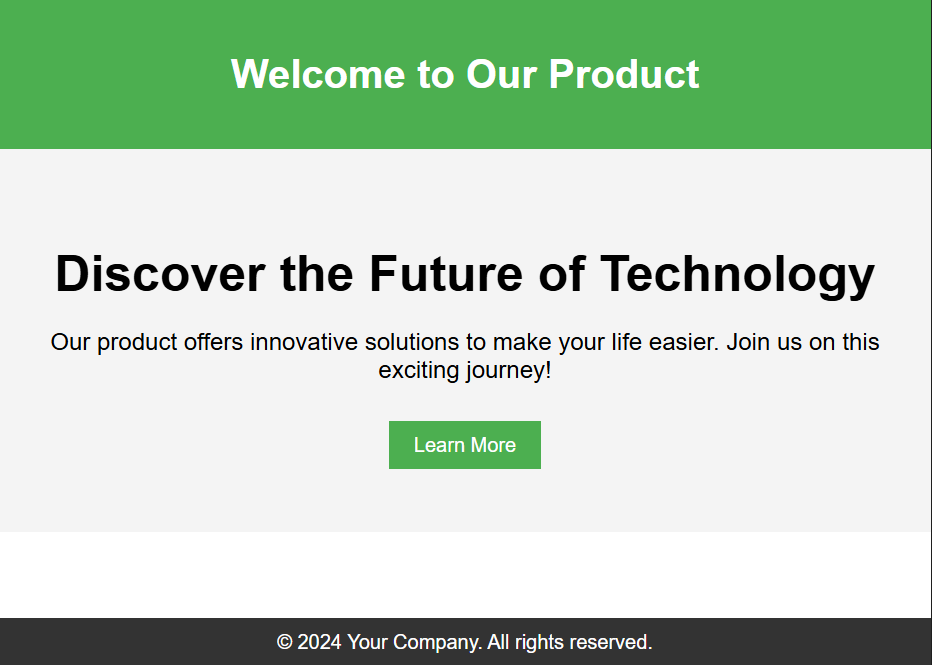 Welcome to Our Product
Discover the Future of Technology
Our product offers innovative solutions to make your life easier. Join us on this
exciting journey!
Learn More
© 2024 Your Company. All rights reserved.